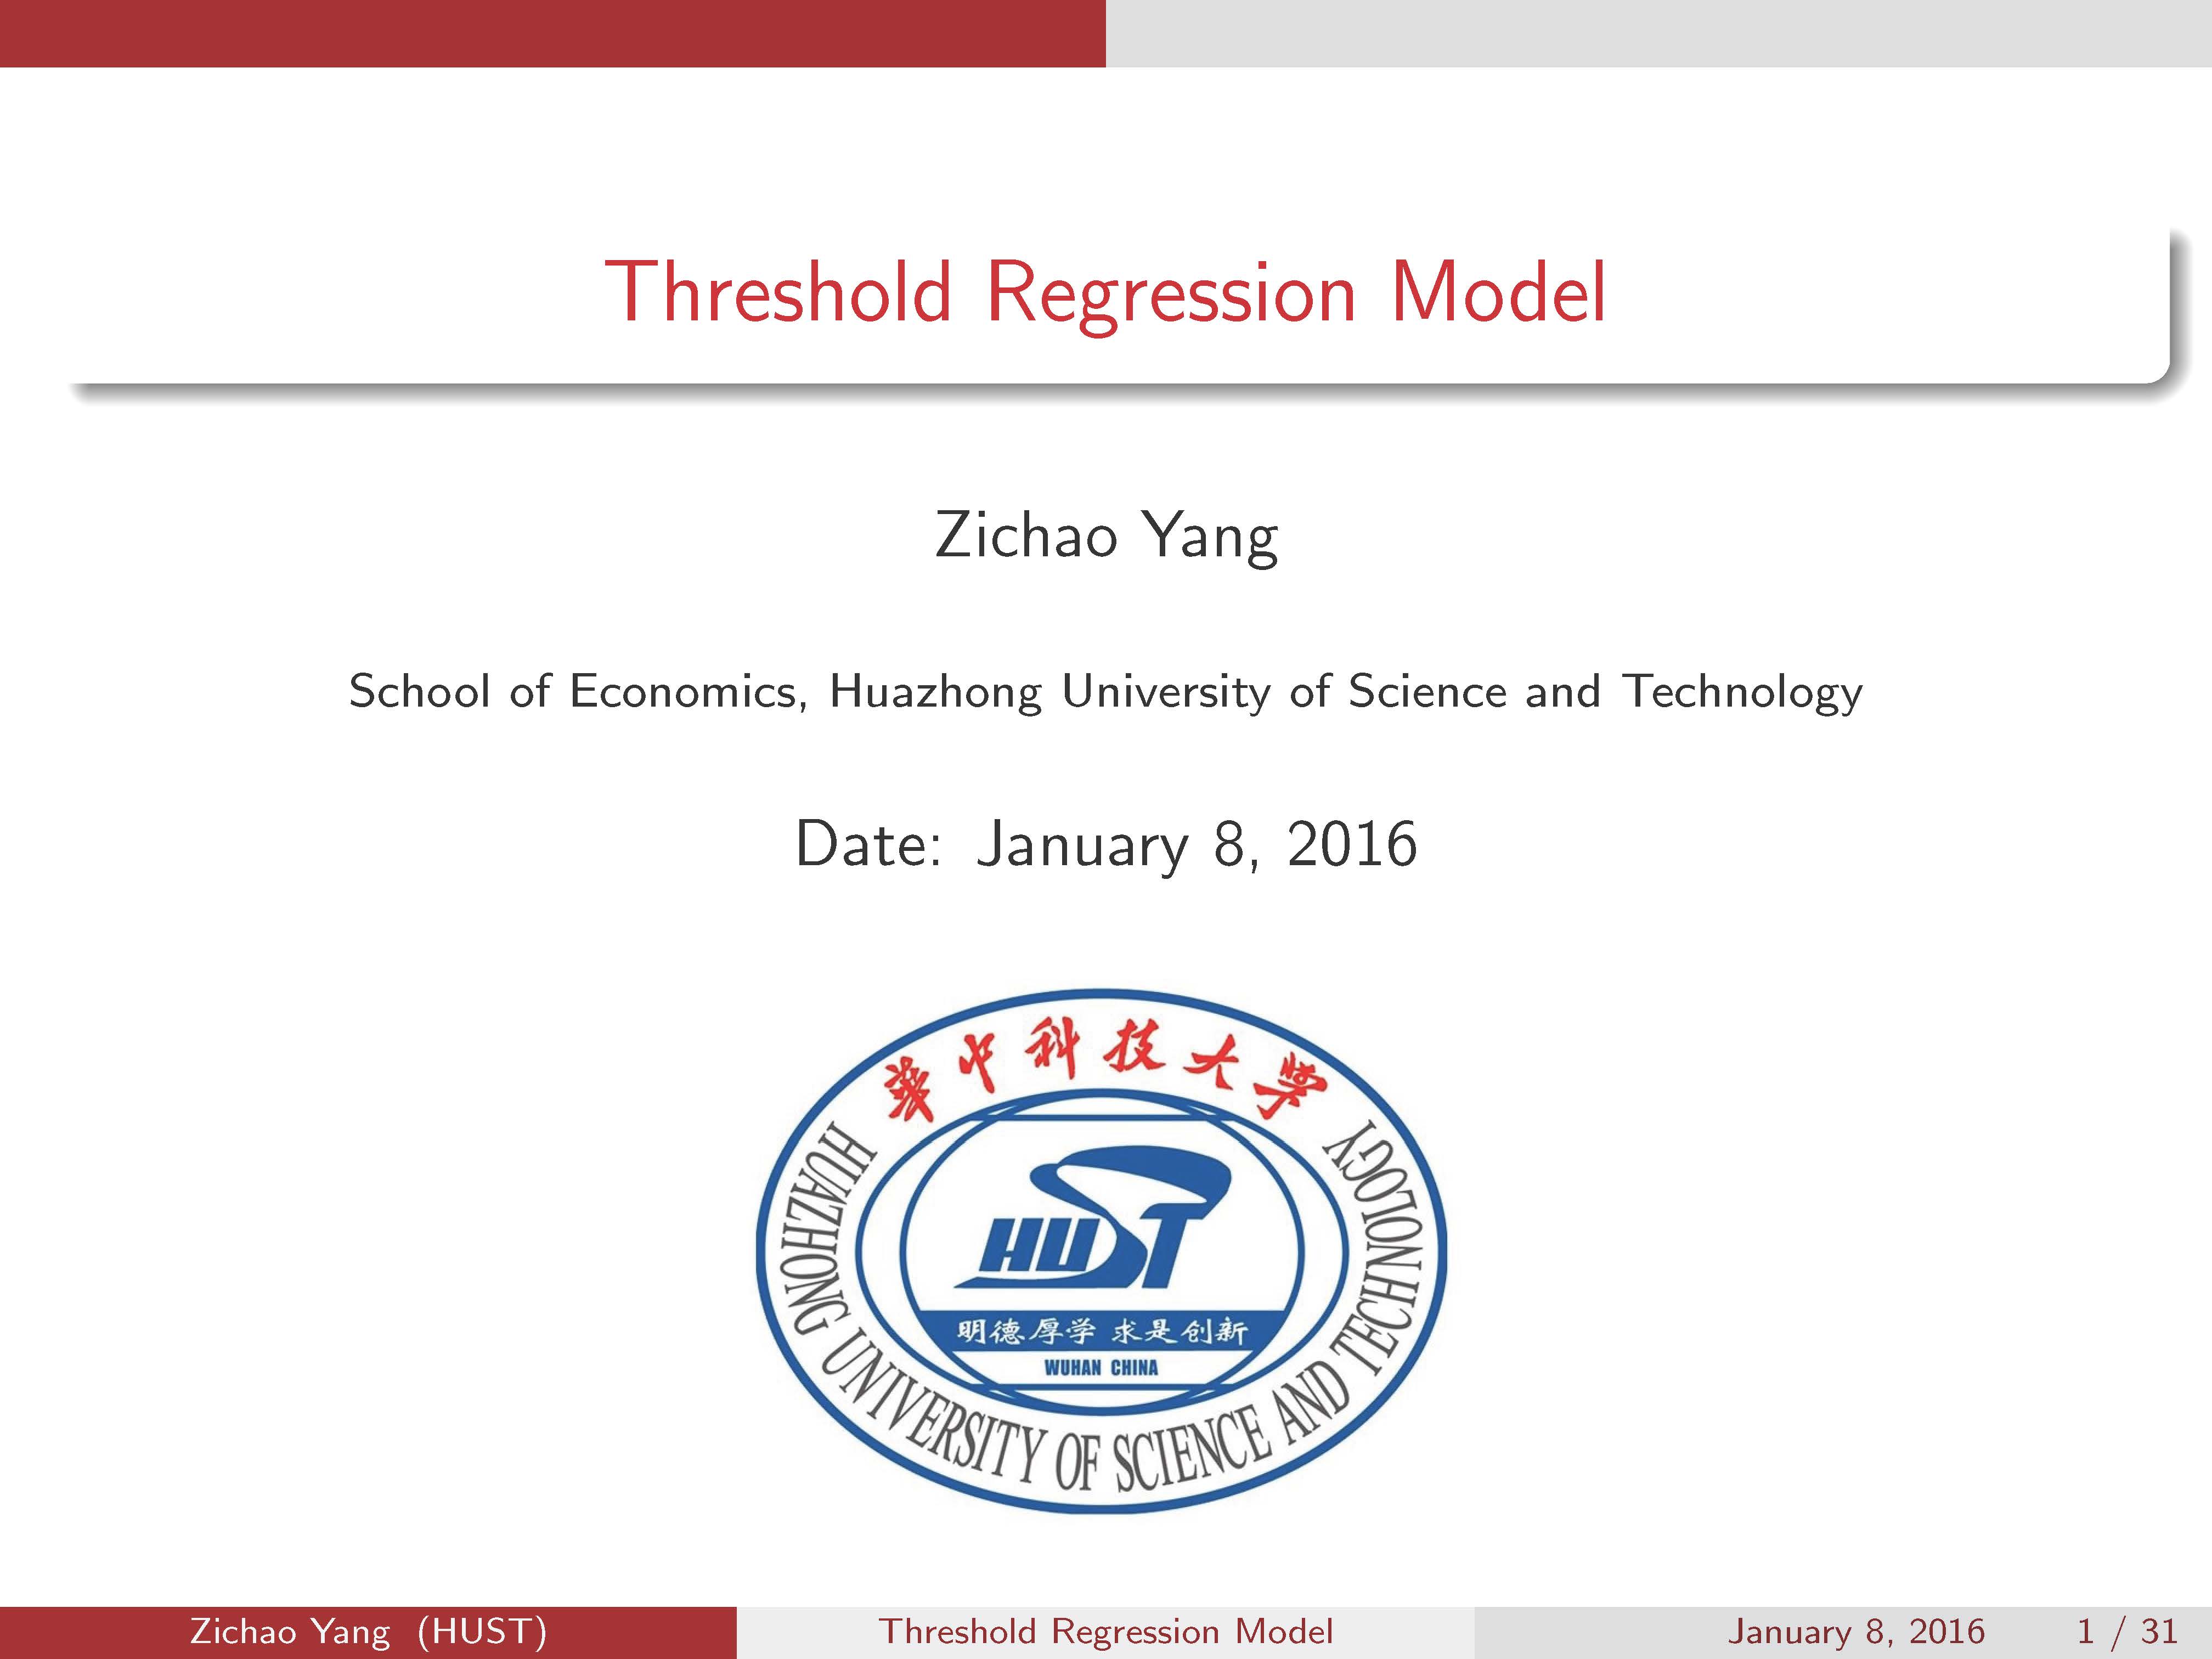 Threshold Regression Model
Zichao Yang
School of Economics, Huazhong University of Science and Technology
Date: January 8, 2016
華中科技大學
HUAZHONG UNIVERSITY OF SCIENCE AND TECHNOLOGY
HUST
明德厚学 求是创新
WUHAN CHINA
Zichao Yang (HUST)
Threshold Regression Model
January 8, 2016
1 / 31